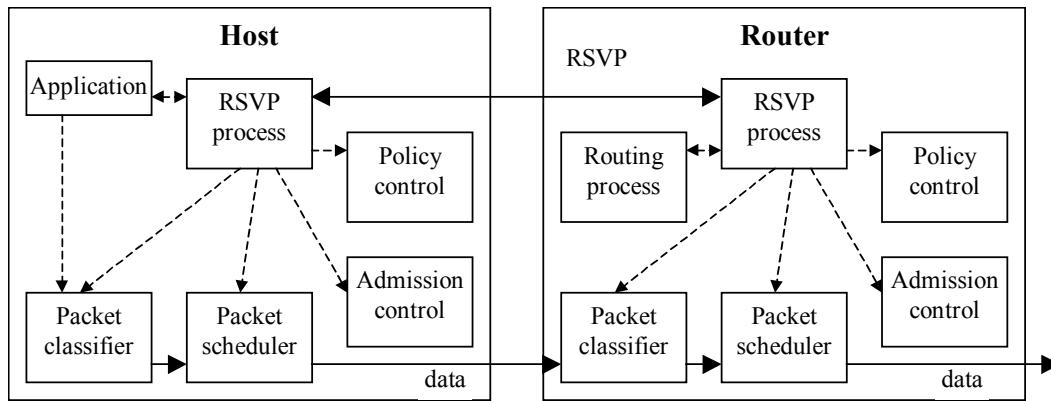 Host
Application
RSVP
process
Policy
control
Admission
control
Packet
classifier
Packet
scheduler
data
RSVP
Router
RSVP
process
Routing
process
Policy
control
Admission
control
Packet
classifier
Packet
scheduler
data